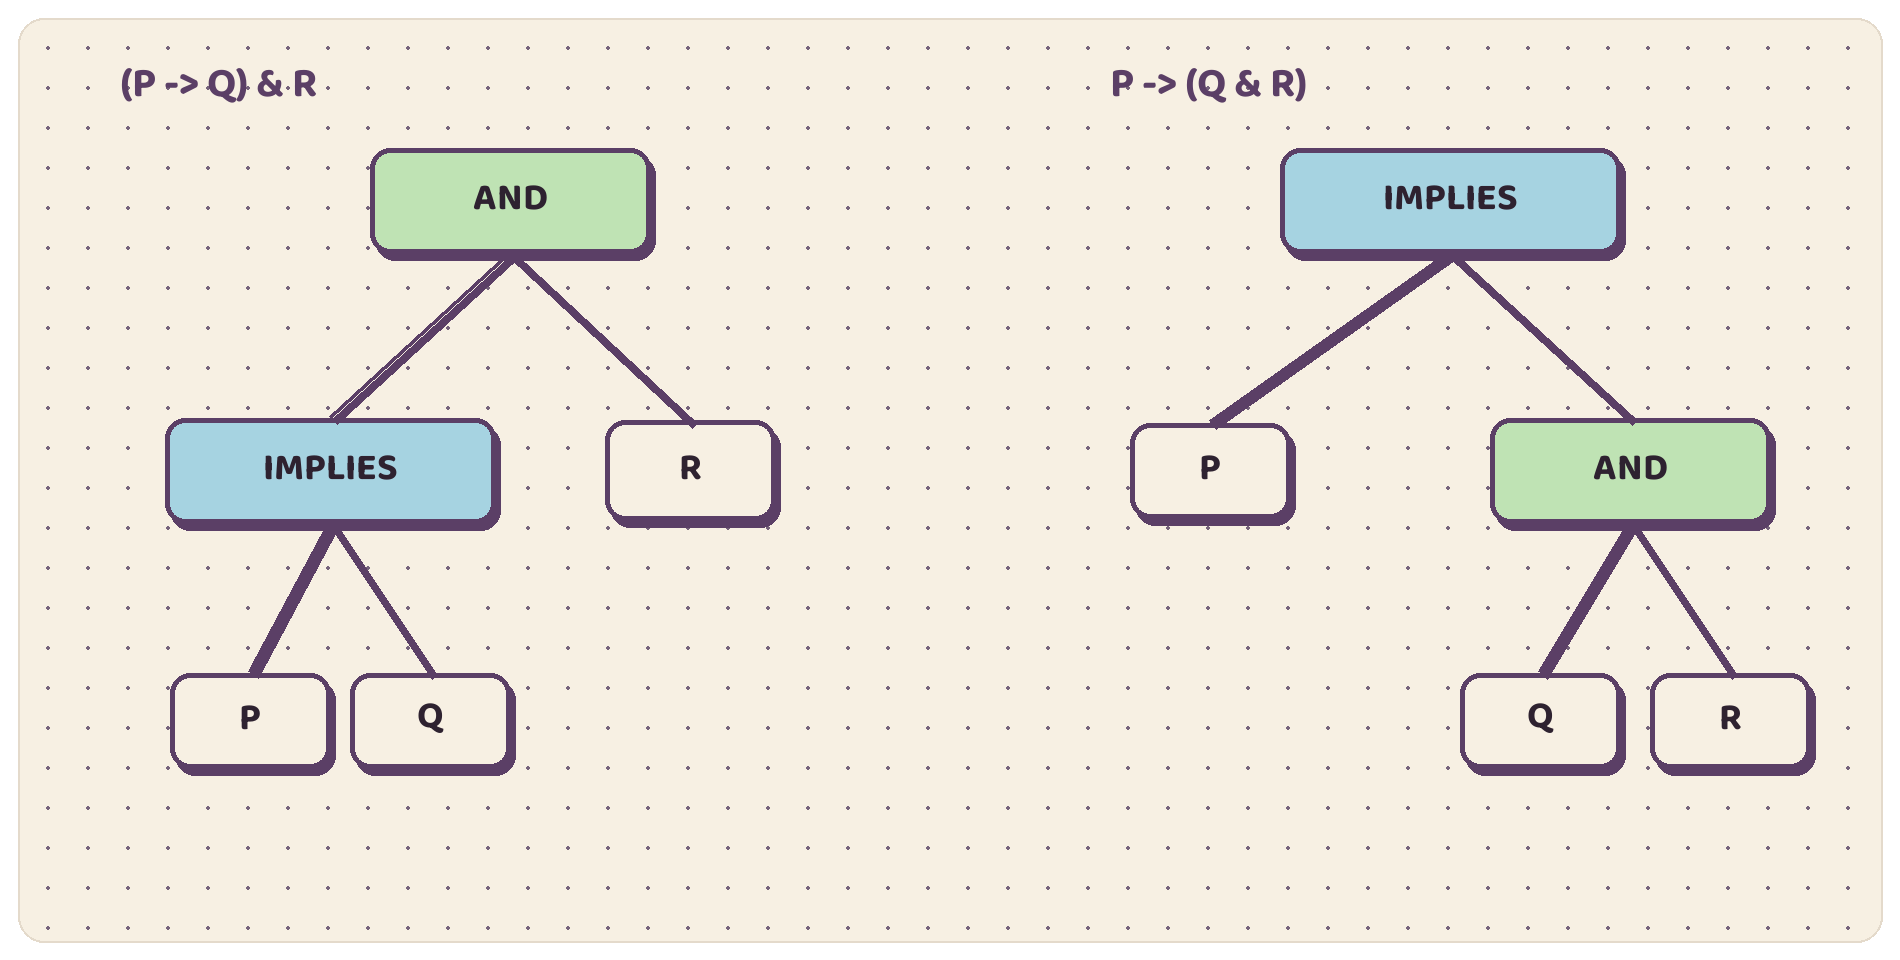 (P -> Q) & R
AND
IMPLIES
R
P
Q
P -> (Q & R)
IMPLIES
P
AND
Q
R